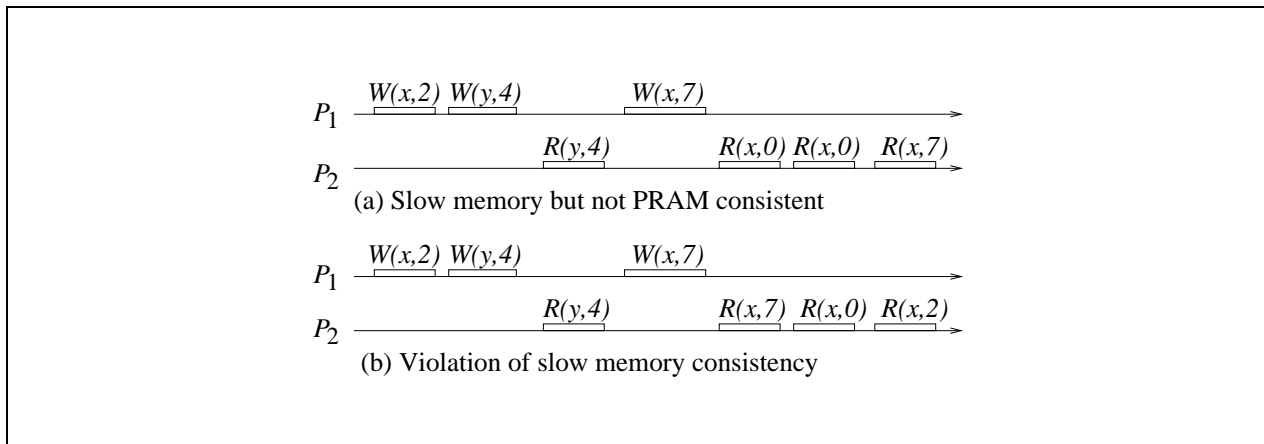 W(x,2) W(y,4) W(x,7)
P1
R(y,4) R(x,0) R(x,0) R(x,7)
P2
(a) Slow memory but not PRAM consistent
W(x,2) W(y,4) W(x,7)
P1
R(y,4) R(x,7) R(x,0) R(x,2)
P2
(b) Violation of slow memory consistency